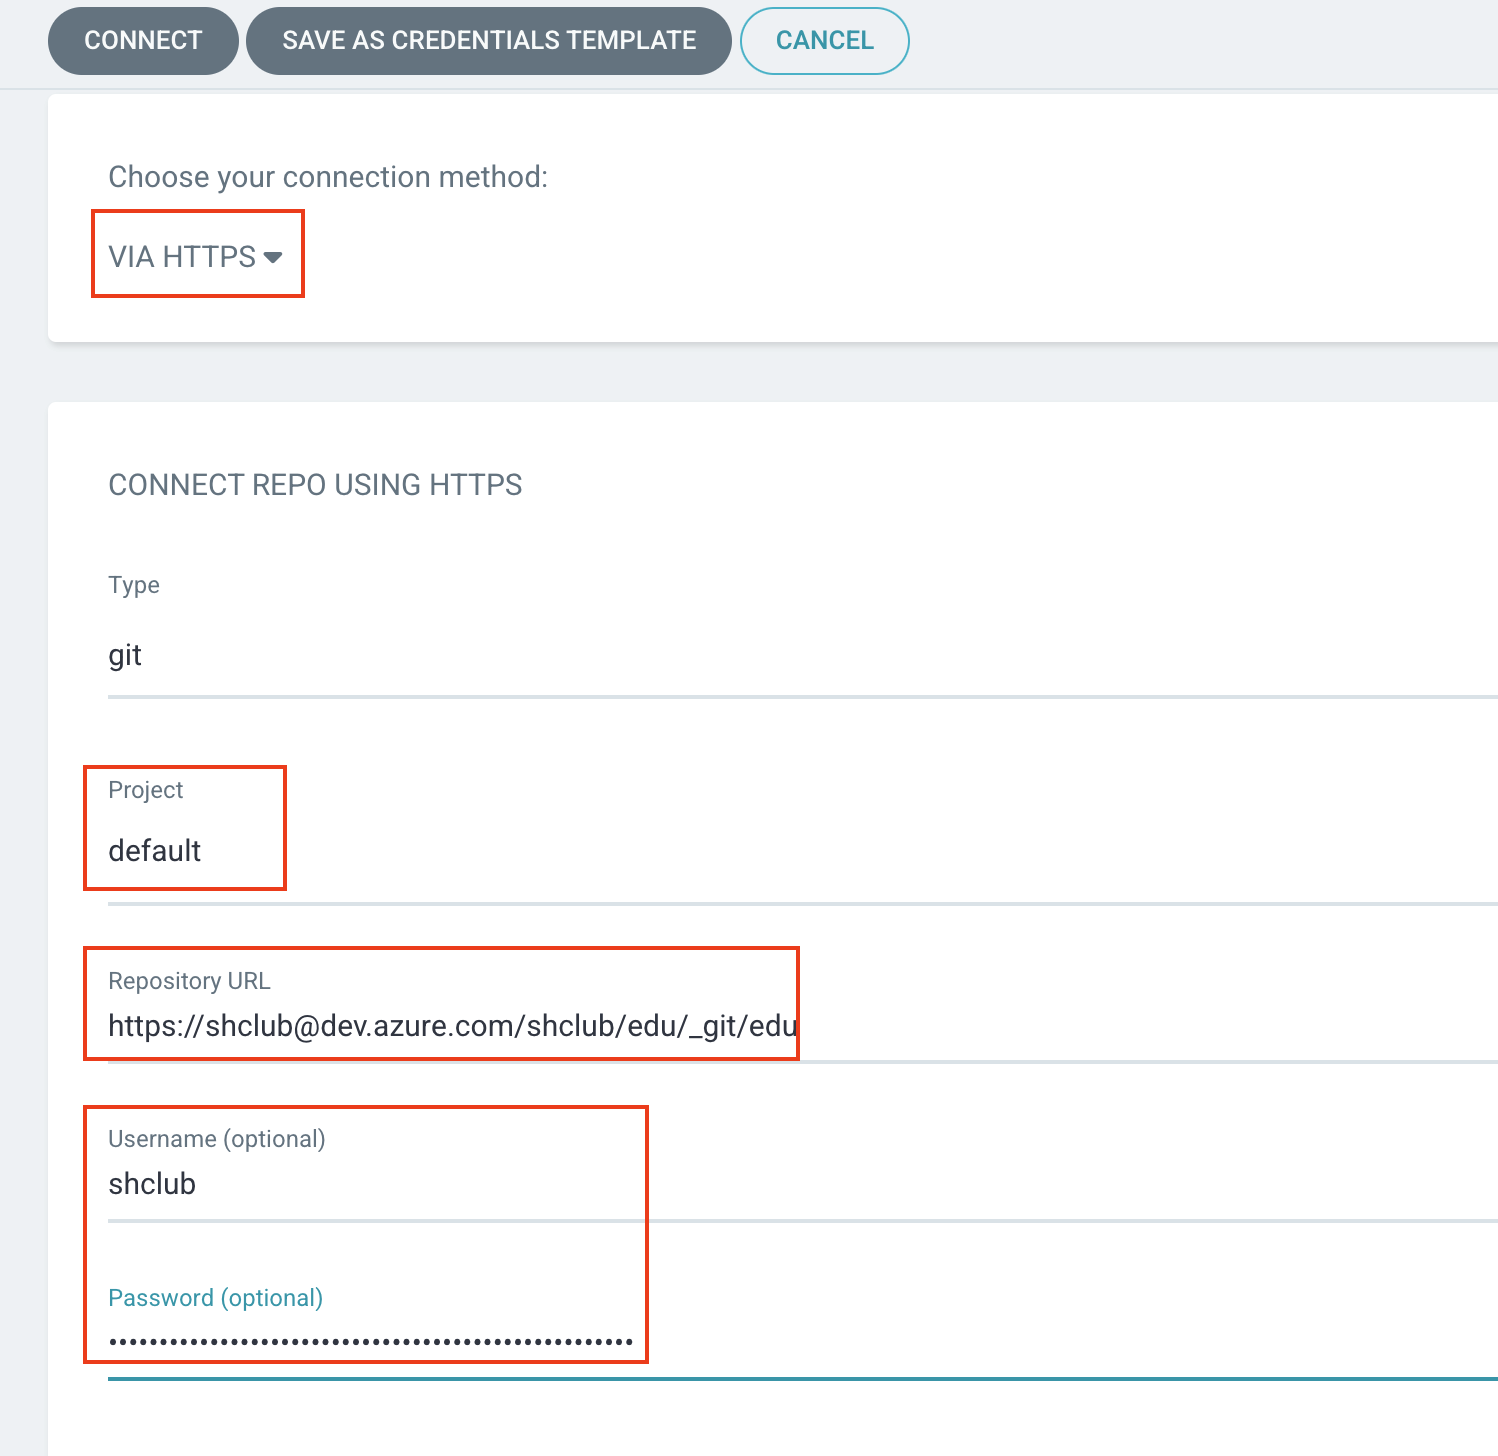 CONNECT SAVE AS CREDENTIALS TEMPLATE CANCEL
Choose your connection method:
VIA HTTPS
CONNECT REPO USING HTTPS
Type
git
Project
default
Repository URL
https://shclub@dev.azure.com/shclub/edu/_git/edu
Username (optional)
shclub
Password (optional)
••••••••••••••••••••••••••••••••••••••••••••••••••••